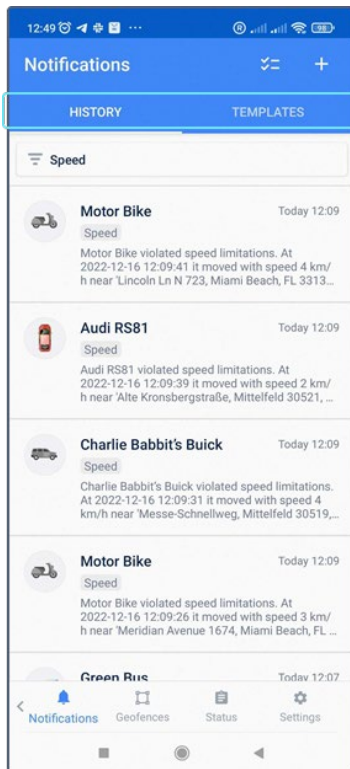 12:49
98
Notifications
HISTORY
TEMPLATES
Speed
Motor Bike
Today 12:09
Speed
Motor Bike violated speed limitations. At
2022-12-16 12:09:41 it moved with speed 4 km/
h near 'Lincoln Ln N 723, Miami Beach, FL 3313...
Audi RS81
Today 12:09
Speed
Audi RS81 violated speed limitations. At
2022-12-16 12:09:39 it moved with speed 2 km/
h near 'Alte Kronsbergstraße, Mittelfeld 30521, ...
Charlie Babbit's Buick
Today 12:09
Speed
Charlie Babbit's Buick violated speed limitations.
At 2022-12-16 12:09:31 it moved with speed 4
km/h near 'Messe-Schnellweg, Mittelfeld 30519,...
Motor Bike
Today 12:09
Speed
Motor Bike violated speed limitations. At
2022-12-16 12:09:26 it moved with speed 3 km/
h near 'Meridian Avenue 1674, Miami Beach, FL ...
Green Bus
Today 12:07
Notifications
Geofences
Status
Settings